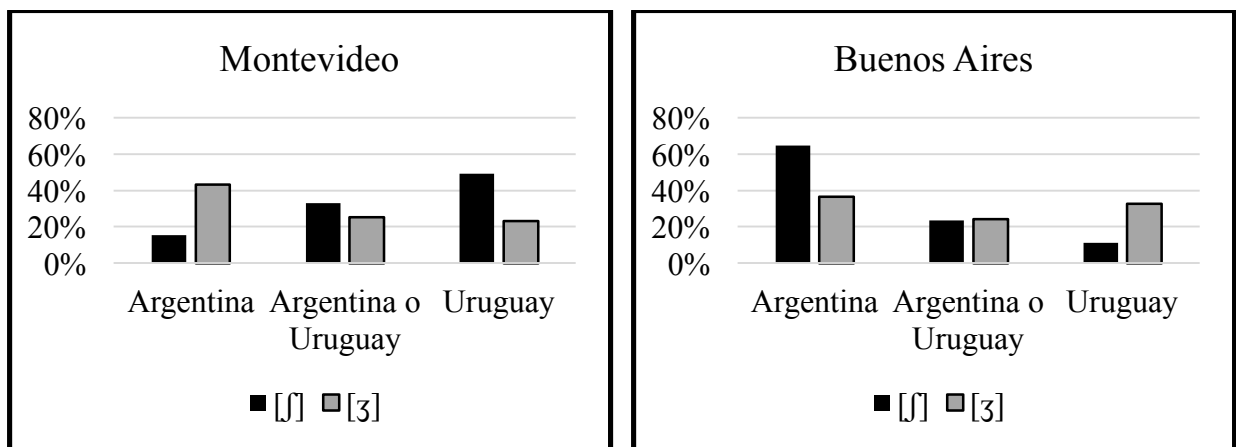 Montevideo
80%
60%
40%
20%
0%
Argentina Argentina o Uruguay
Uruguay
[ʃ] [ʒ]
Buenos Aires
80%
60%
40%
20%
0%
Argentina Argentina o Uruguay
Uruguay
[ʃ] [ʒ]